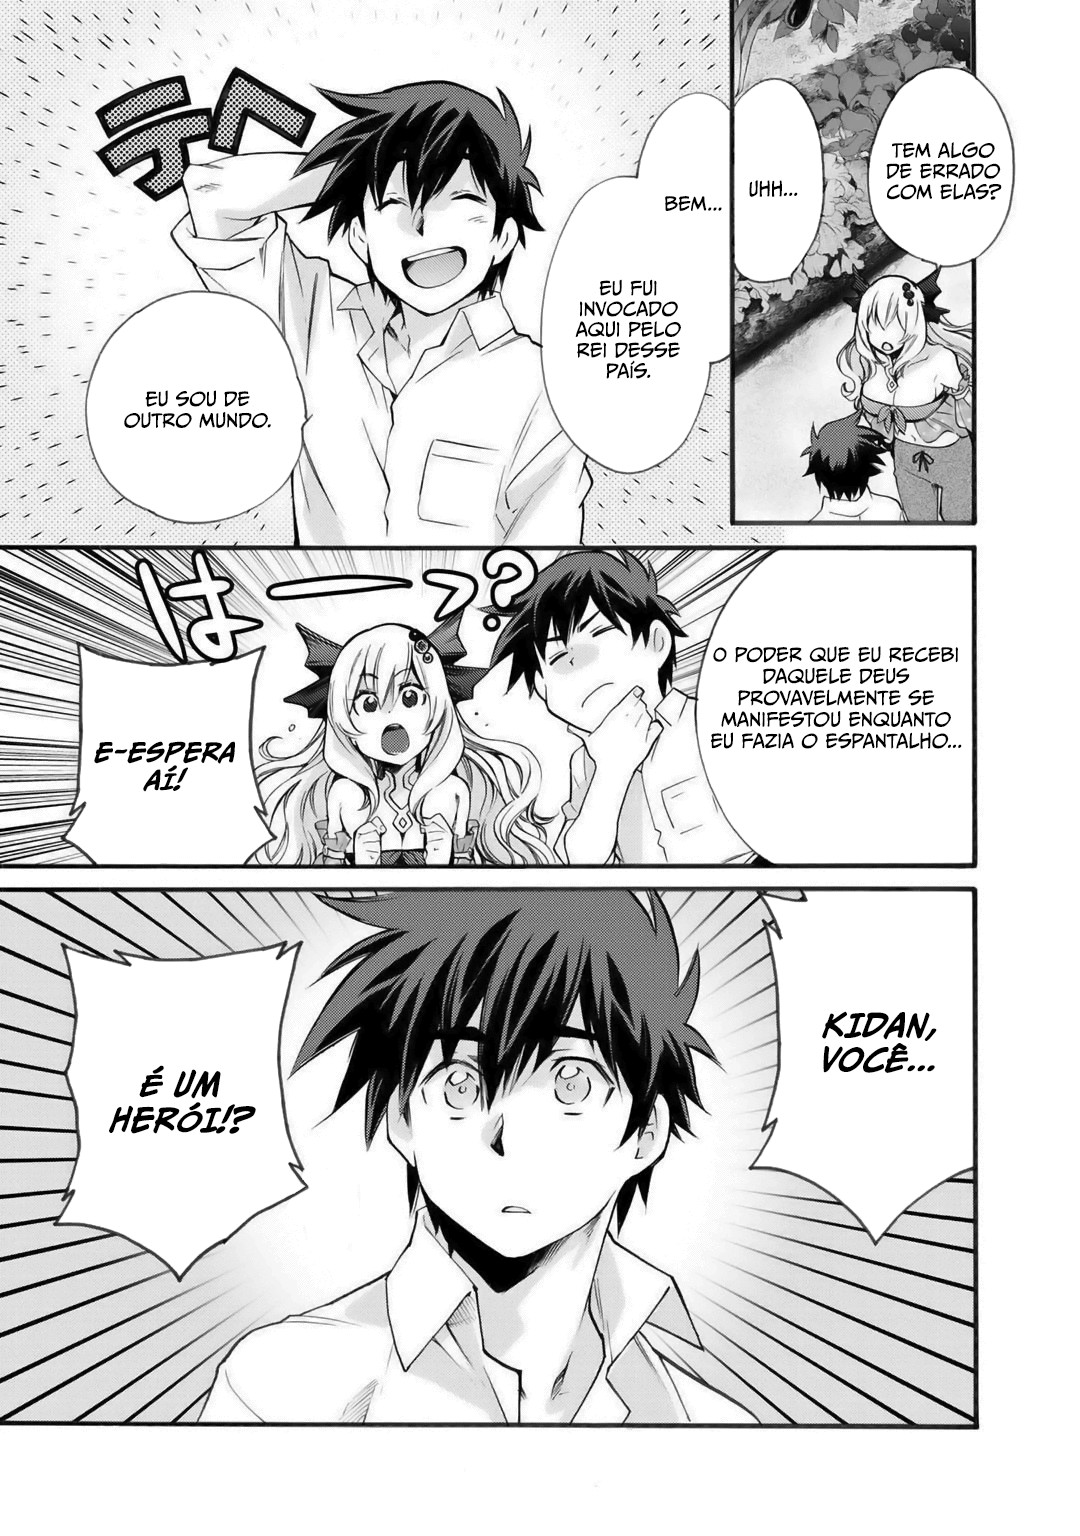 TEM ALGO
DE ERRADO
COM ELAS?
UHH...
BEM...
EU FUI
INVOCADO
AQUI PELO
REI DESSE
PAÍS.
テヘ
EU SOU DE
OUTRO MUNDO.
O PODER QUE EU RECEBI
DAQUELE DEUS
PROVAVELMENTE SE
MANIFESTOU ENQUANTO
EU FAZIA O ESPANTALHO...
はーっ?
E-ESPERA
AÍ!
KIDAN,
VOCÊ...
É UM
HERÓI!?